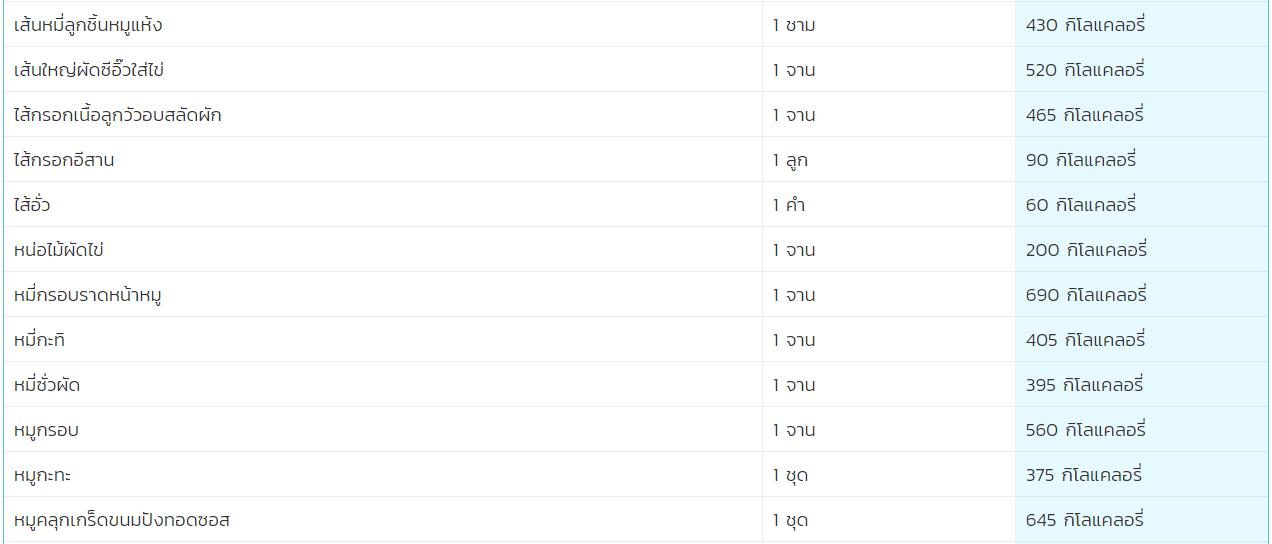 เส้นหมี่ลูกชิ้นหมูแห้ง 1 ชาม 430 กิโลแคลอรี่
เส้นใหญ่ผัดซีอิ๊วใส่ไข่ 1 จาน 520 กิโลแคลอรี่
ไส้กรอกเนื้อลูกวัวอบสลัดผัก 1 จาน 465 กิโลแคลอรี่
ไส้กรอกอีสาน 1 ลูก 90 กิโลแคลอรี่
ไส้อั่ว 1 คำ 60 กิโลแคลอรี่
หน่อไม้ผัดไข่ 1 จาน 200 กิโลแคลอรี่
หมี่กรอบราดหน้าหมู 1 จาน 690 กิโลแคลอรี่
หมี่กะทิ 1 จาน 405 กิโลแคลอรี่
หมี่ซั่วผัด 1 จาน 395 กิโลแคลอรี่
หมูกรอบ 1 จาน 560 กิโลแคลอรี่
หมูกะทะ 1 ชุด 375 กิโลแคลอรี่
หมูคลุกเกร็ดขนมปังทอดซอส 1 ชุด 645 กิโลแคลอรี่